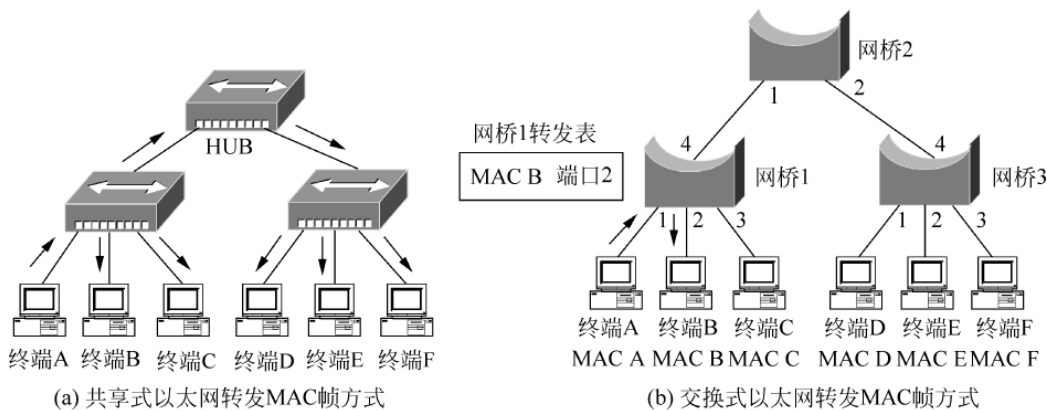 HUB
终端A 终端B 终端C 终端D 终端E 终端F
(a) 共享式以太网转发MAC帧方式
网桥2
1 2
网桥1转发表
MAC B 端口2
4 4
网桥1 网桥3
1 2 3 1 2 3
终端A 终端B 终端C 终端D 终端E 终端F
MAC A MAC B MAC C MAC D MAC E MAC F
(b) 交换式以太网转发MAC帧方式